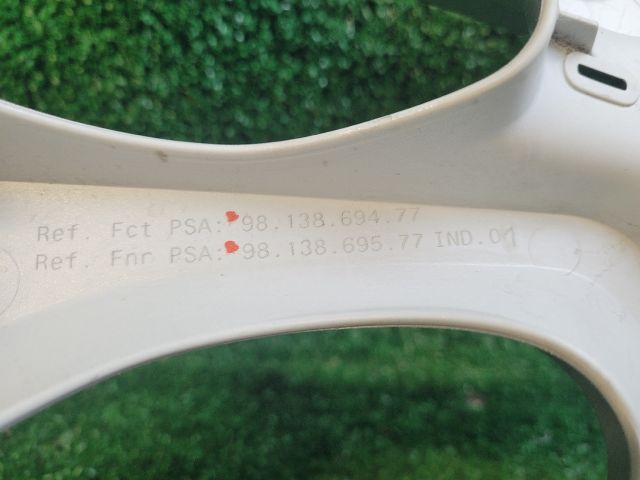 Ref. Fct PSA: 98.138.694.77
Ref. Fnr PSA: 98.138.695.77 IND.01